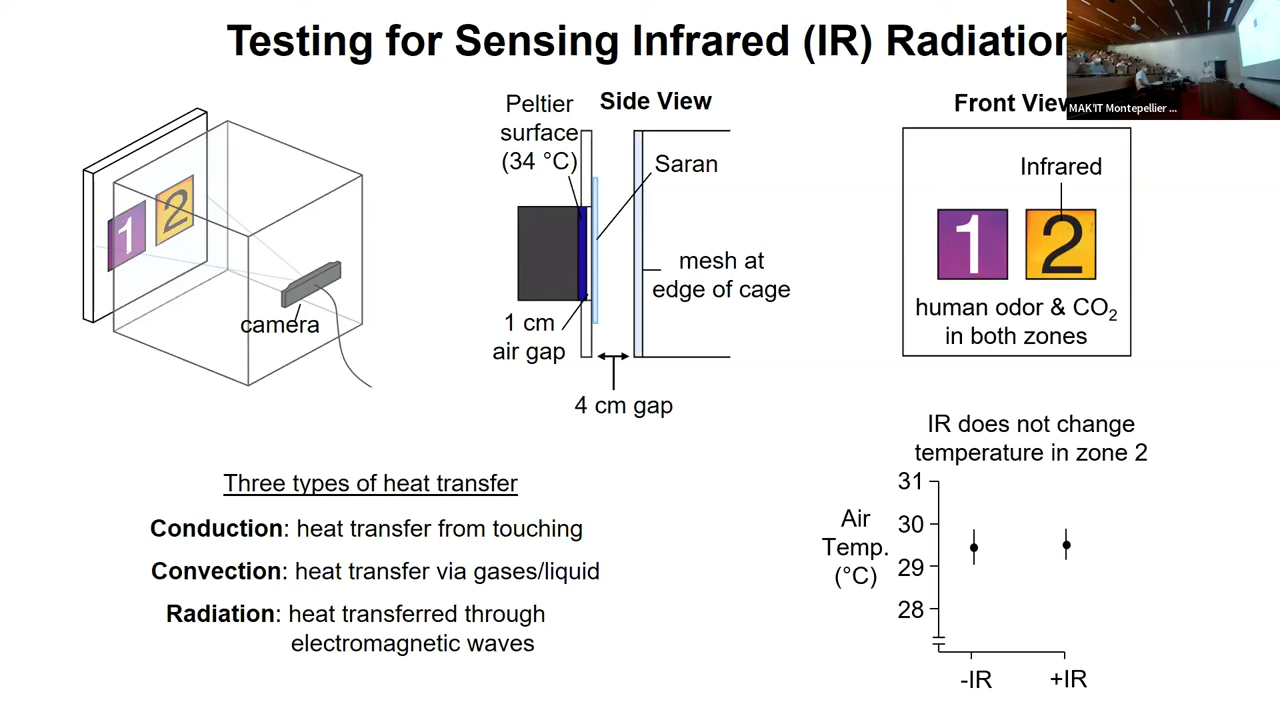 Testing for Sensing Infrared (IR) Radiation
MAK'IT Montepellier ...
1
2
camera
Peltier
surface
(34 °C)
Side View
Saran
mesh at
edge of cage
1 cm
air gap
4 cm gap
Front View
Infrared
1
2
human odor & CO2
in both zones
Three types of heat transfer
Conduction: heat transfer from touching
Convection: heat transfer via gases/liquid
Radiation: heat transferred through
electromagnetic waves
IR does not change
temperature in zone 2
Air
Temp.
(°C)
31
30
29
28
-IR
+IR